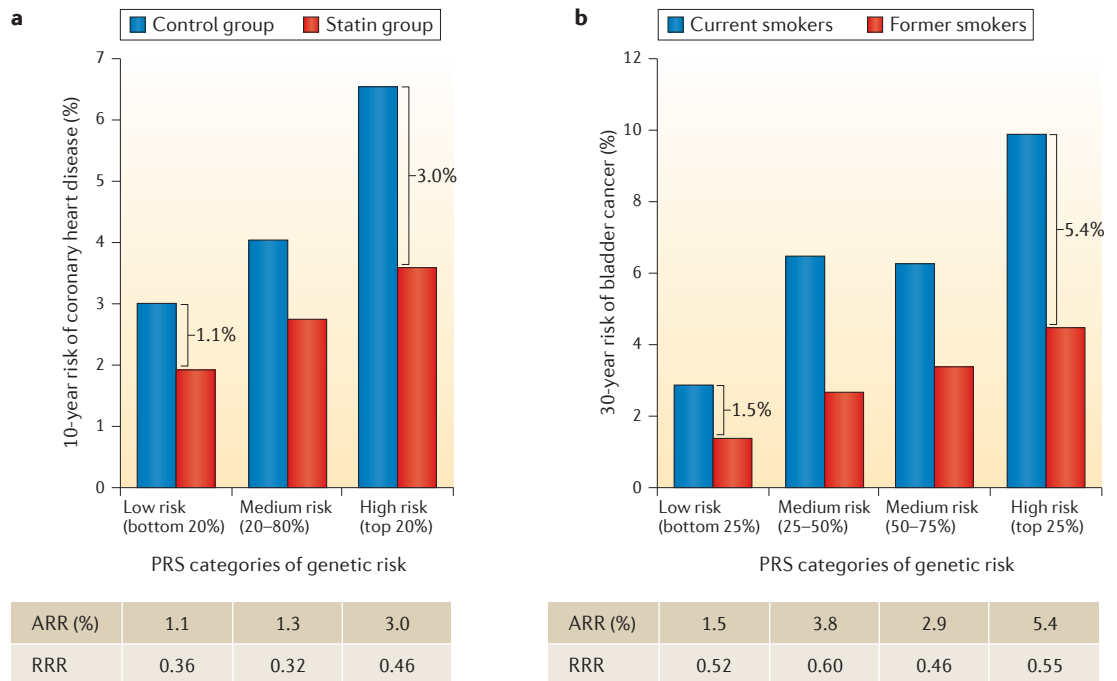 a
Control group Statin group
7
6
5
4
3
2
1
0
10-year risk of coronary heart disease (%)
3.0%
1.1%
Low risk
(bottom 20%)
Medium risk
(20–80%)
High risk
(top 20%)
PRS categories of genetic risk
ARR (%) 1.1 1.3 3.0
RRR 0.36 0.32 0.46
b
Current smokers Former smokers
12
10
8
6
4
2
0
30-year risk of bladder cancer (%)
5.4%
1.5%
Low risk
(bottom 25%)
Medium risk
(25–50%)
Medium risk
(50–75%)
High risk
(top 25%)
PRS categories of genetic risk
ARR (%) 1.5 3.8 2.9 5.4
RRR 0.52 0.60 0.46 0.55